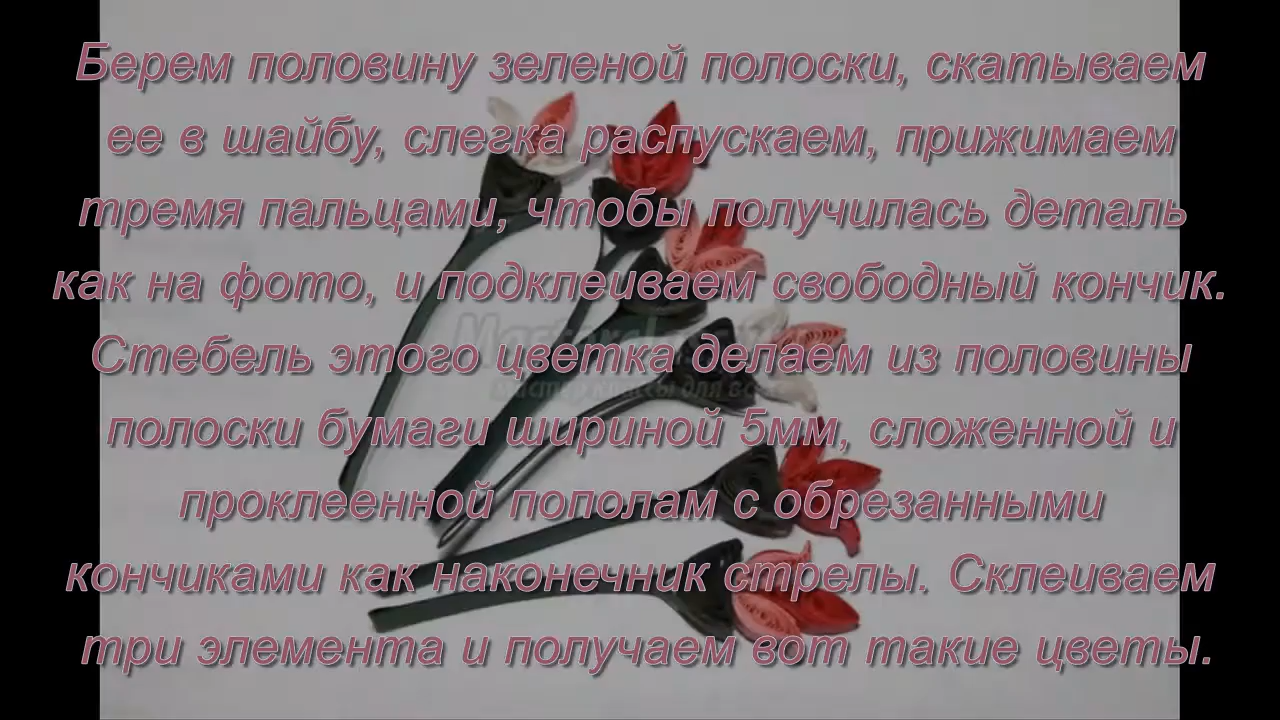 Берем половину зеленой полоски, скатываем
ее в шайбу, слегка распускаем, прижимаем
тремя пальцами, чтобы получилась деталь
как на фото, и подклеиваем свободный кончик.
Стебель этого цветка делаем из половины
полоски бумаги шириной 5мм, сложенной и
проклеенной пополам с обрезанными
кончиками как наконечник стрелы. Склеиваем
три элемента и получаем вот такие цветы.